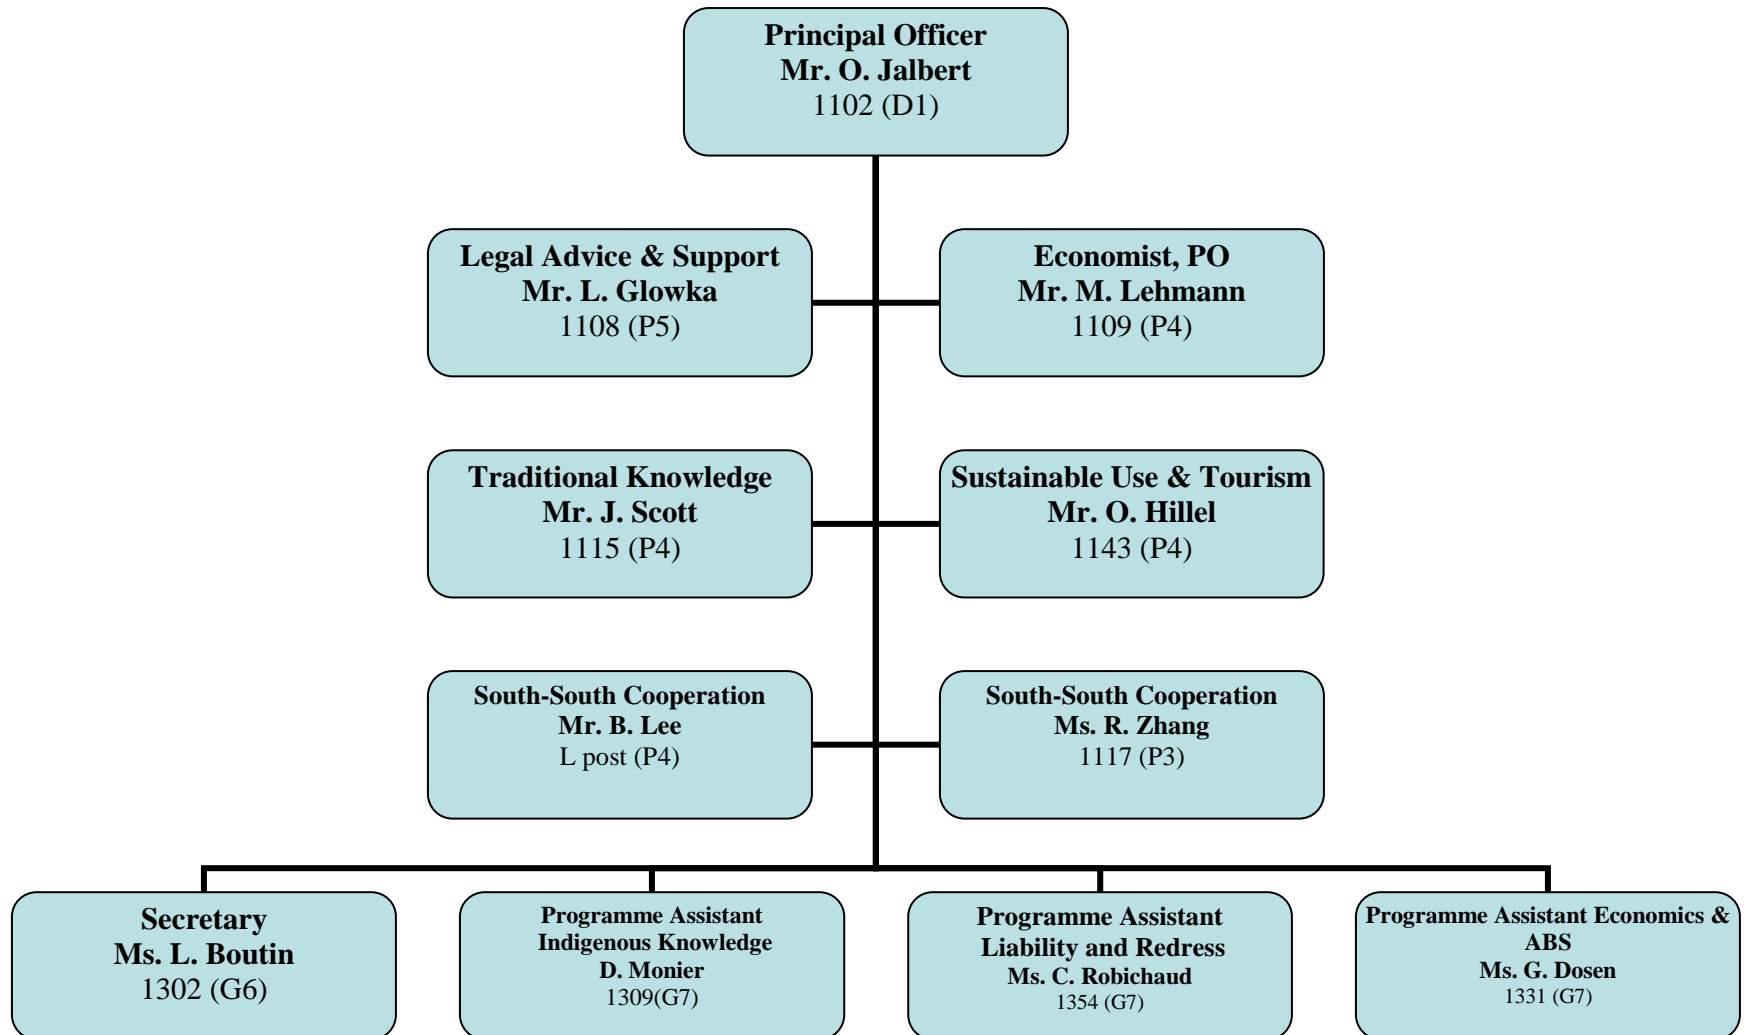 Principal Officer
Mr. O. Jalbert
1102 (D1)
Legal Advice & Support
Mr. L. Glowka
1108 (P5)
Economist, PO
Mr. M. Lehmann
1109 (P4)
Traditional Knowledge
Mr. J. Scott
1115 (P4)
Sustainable Use & Tourism
Mr. O. Hillel
1143 (P4)
South-South Cooperation
Mr. B. Lee
L post (P4)
South-South Cooperation
Ms. R. Zhang
1117 (P3)
Secretary
Ms. L. Boutin
1302 (G6)
Programme Assistant
Indigenous Knowledge
D. Monier
1309(G7)
Programme Assistant
Liability and Redress
Ms. C. Robichaud
1354 (G7)
Programme Assistant Economics &
ABS
Ms. G. Dosen
1331 (G7)